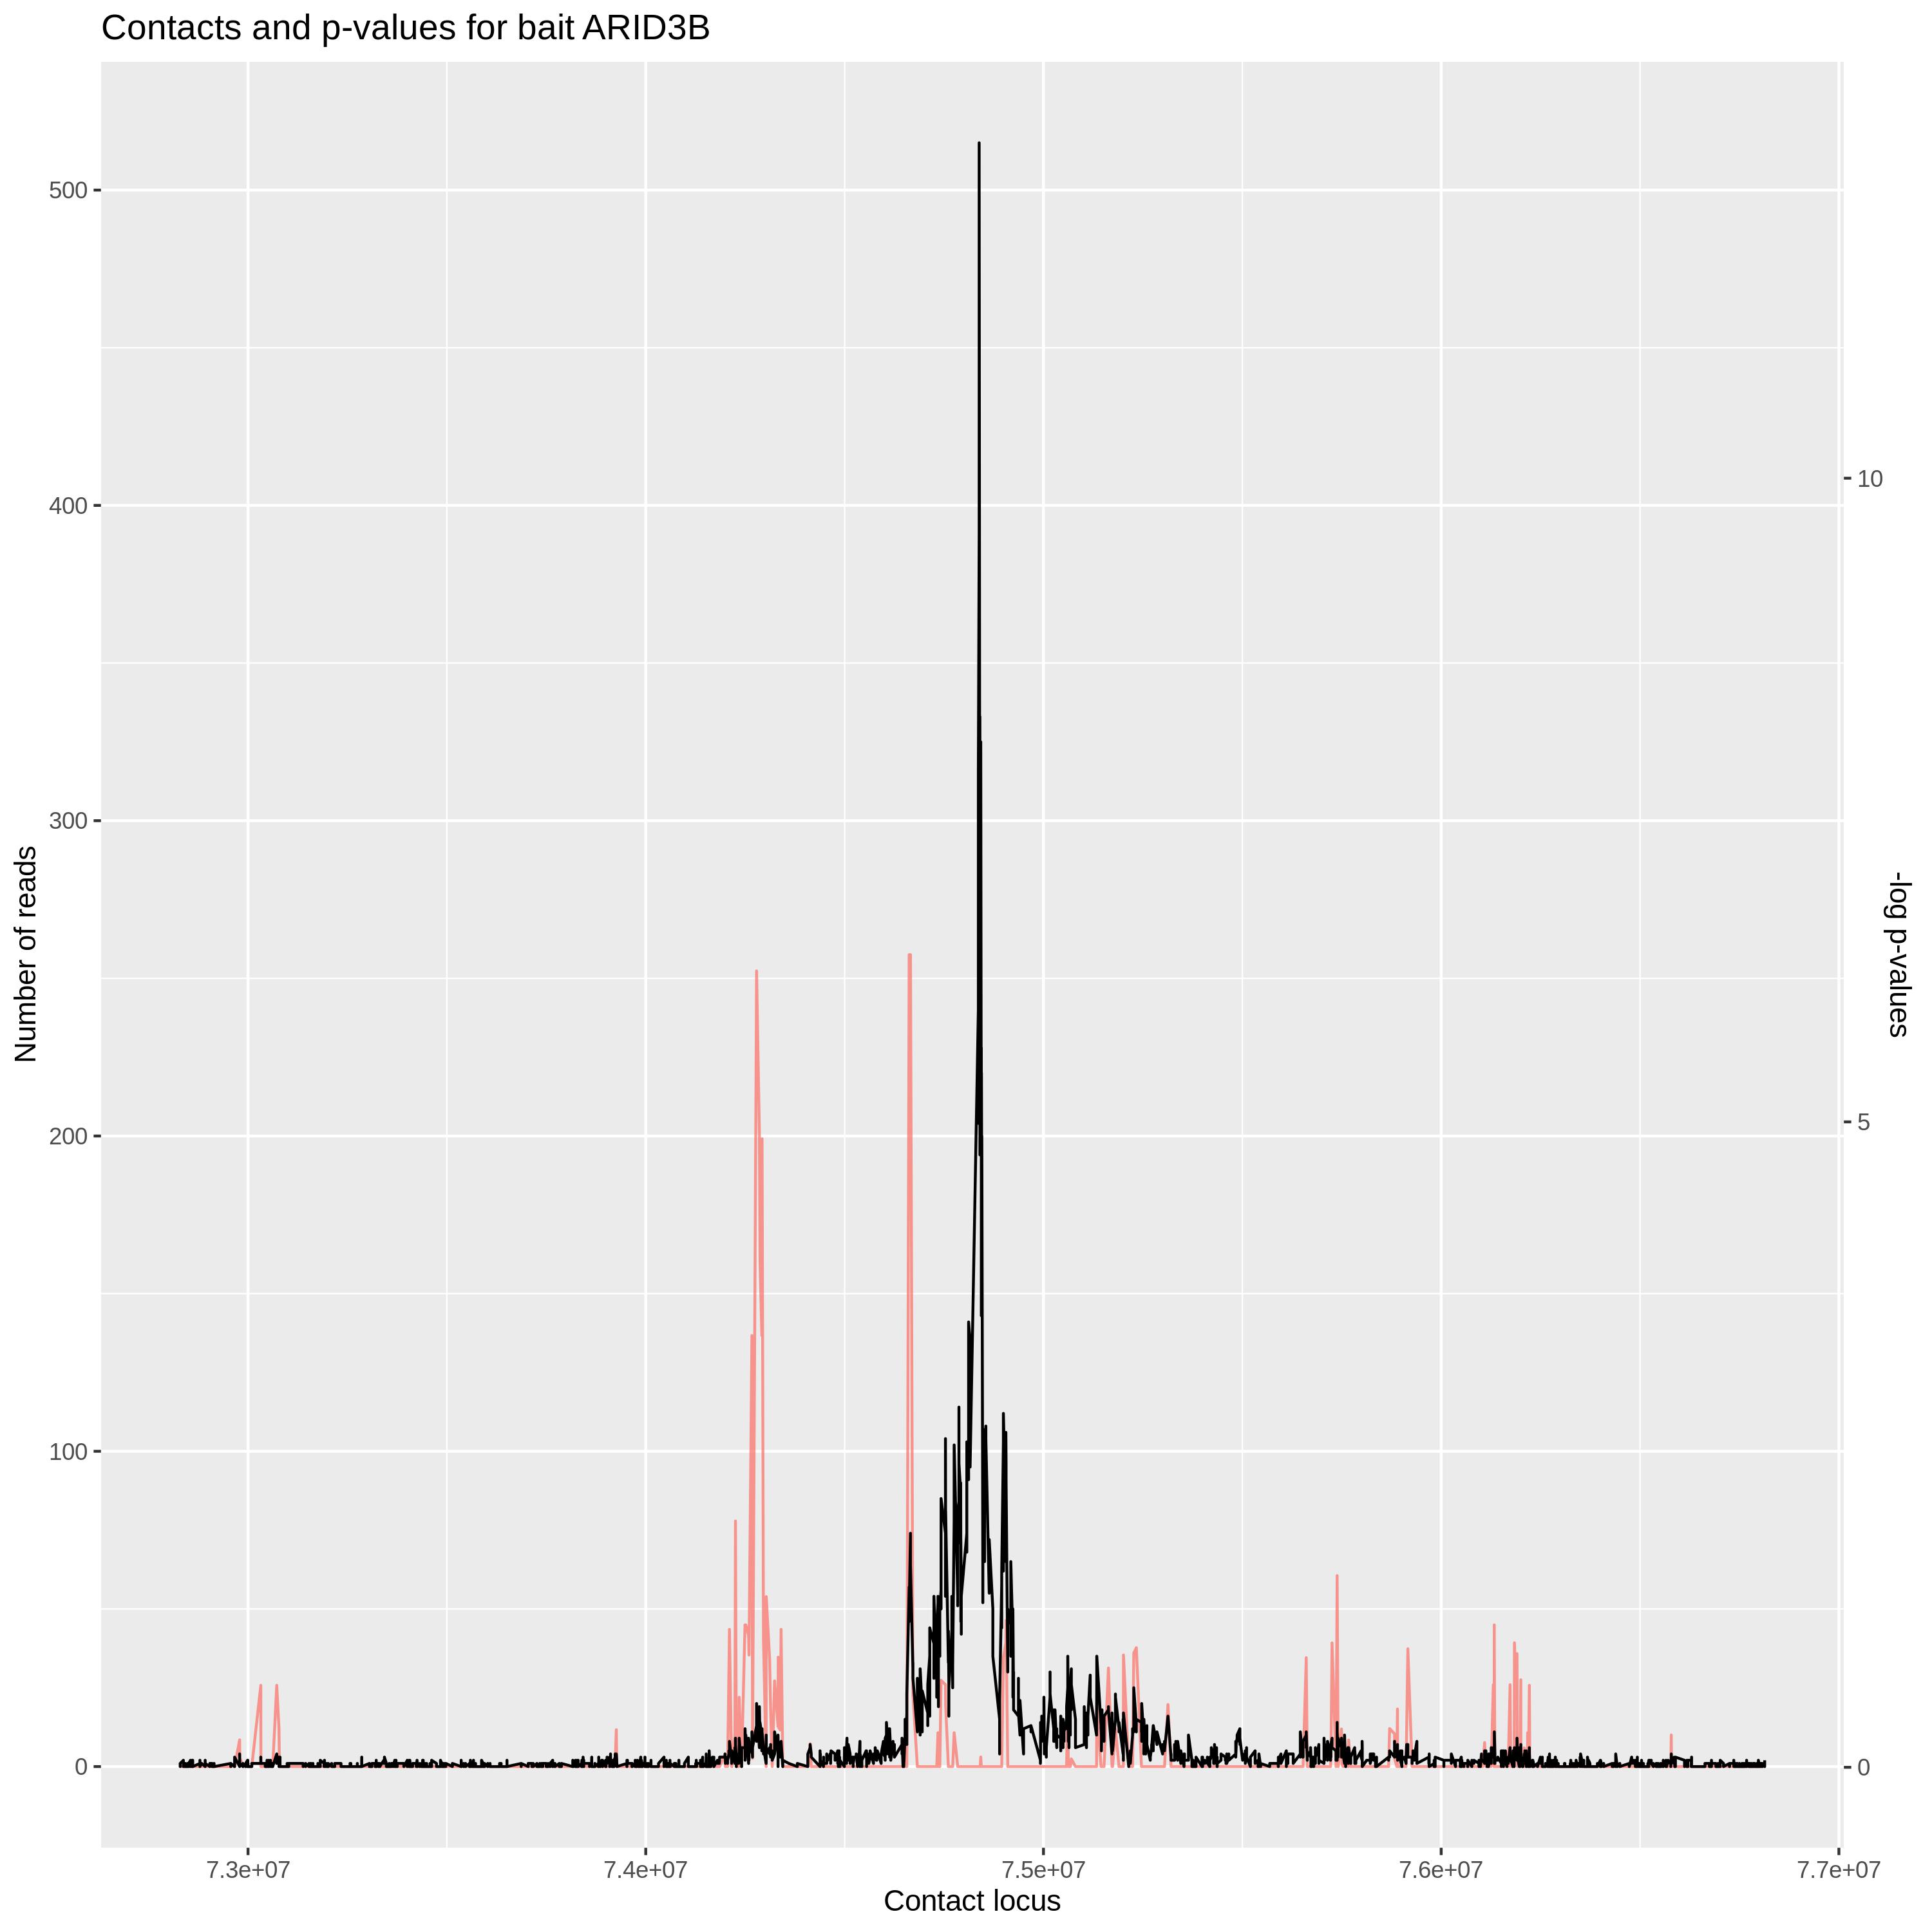 Contacts and p-values for bait ARID3B
500
400
300
200
100
0
Number of reads
10
5
0
-log p-values
7.3e+07
7.4e+07
7.5e+07
7.6e+07
7.7e+07
Contact locus